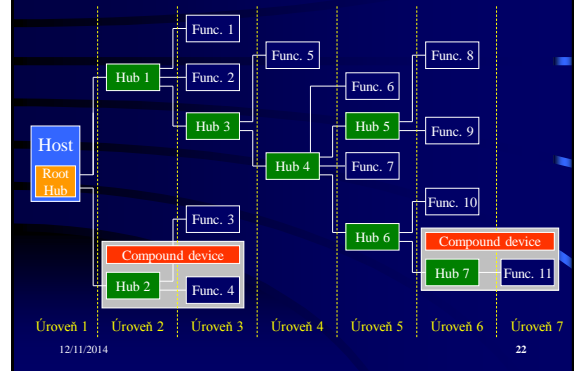 Func. 1
Func. 5
Func. 8
Hub 1
Func. 2
Func. 6
Hub 3
Hub 5
Func. 9
Host
Root
Hub
Hub 4
Func. 7
Func. 10
Func. 3
Hub 6
Compound device
Compound device
Hub 2
Func. 4
Hub 7
Func. 11
Úroveň 1
Úroveň 2
Úroveň 3
Úroveň 4
Úroveň 5
Úroveň 6
Úroveň 7
12/11/2014
22